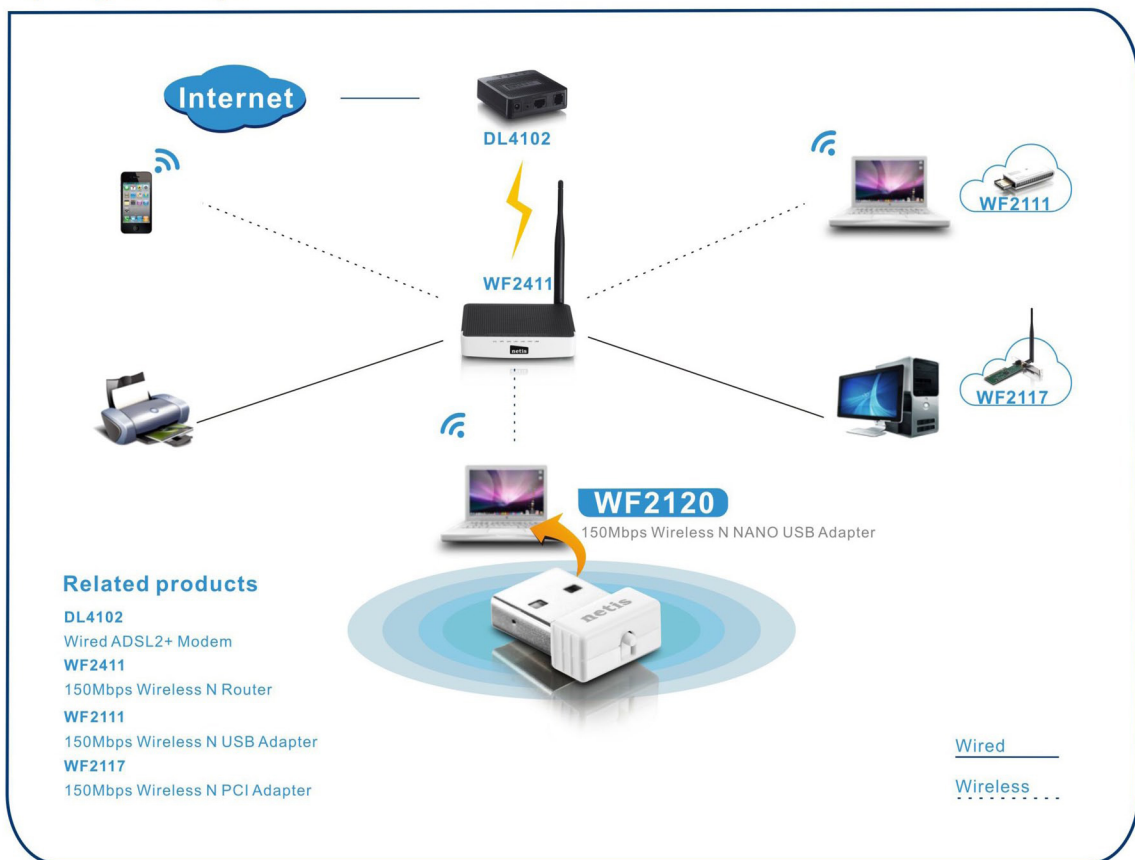 Internet
DL4102
WF2111
WF2411
netis
WF2117
WF2120
150Mbps Wireless N NANO USB Adapter
netis
Related products
DL4102
Wired ADSL2+ Modem
WF2411
150Mbps Wireless N Router
WF2111
150Mbps Wireless N USB Adapter
WF2117
150Mbps Wireless N PCI Adapter
Wired
Wireless